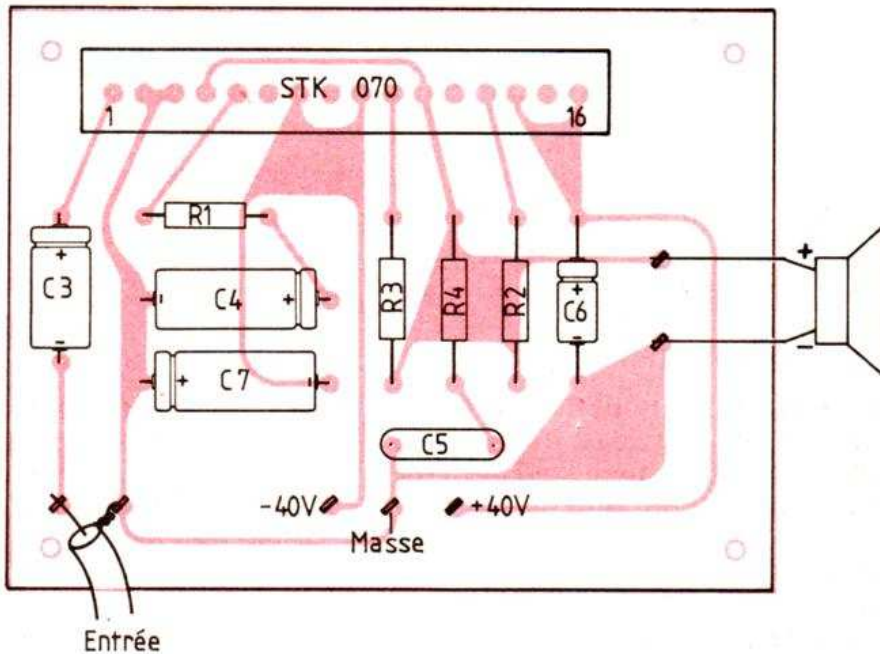 STK 070
1
16
R1
C3
C4
C7
R3
R4
R2
C6
C5
+
-
-40V
Masse
+40V
Entrée